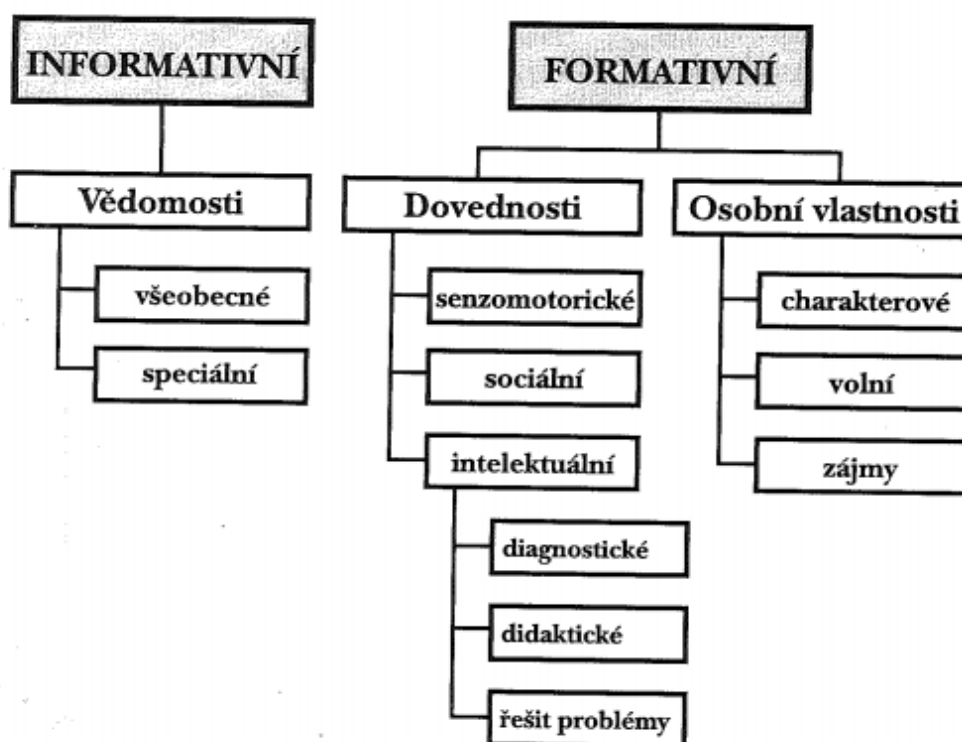 INFORMATIVNÍ
Vědomosti
všeobecné
speciální
FORMATIVNÍ
Dovednosti
senzomotorické
sociální
intelektuální
diagnostické
didaktické
řešit problémy
Osobní vlastnosti
charakterové
volní
zájmy